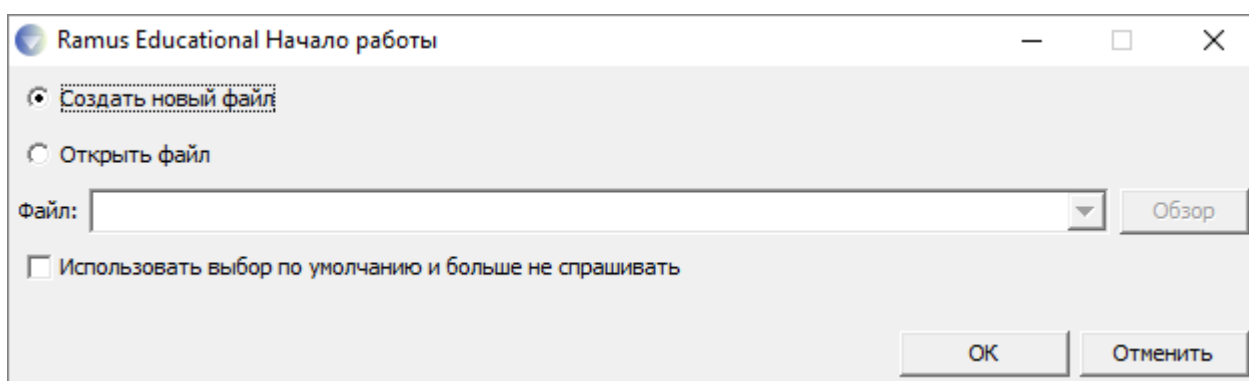 Ramus Educational Начало работы
Создать новый файл
Открыть файл
Файл: Обзор
Использовать выбор по умолчанию и больше не спрашивать
ОК Отменить